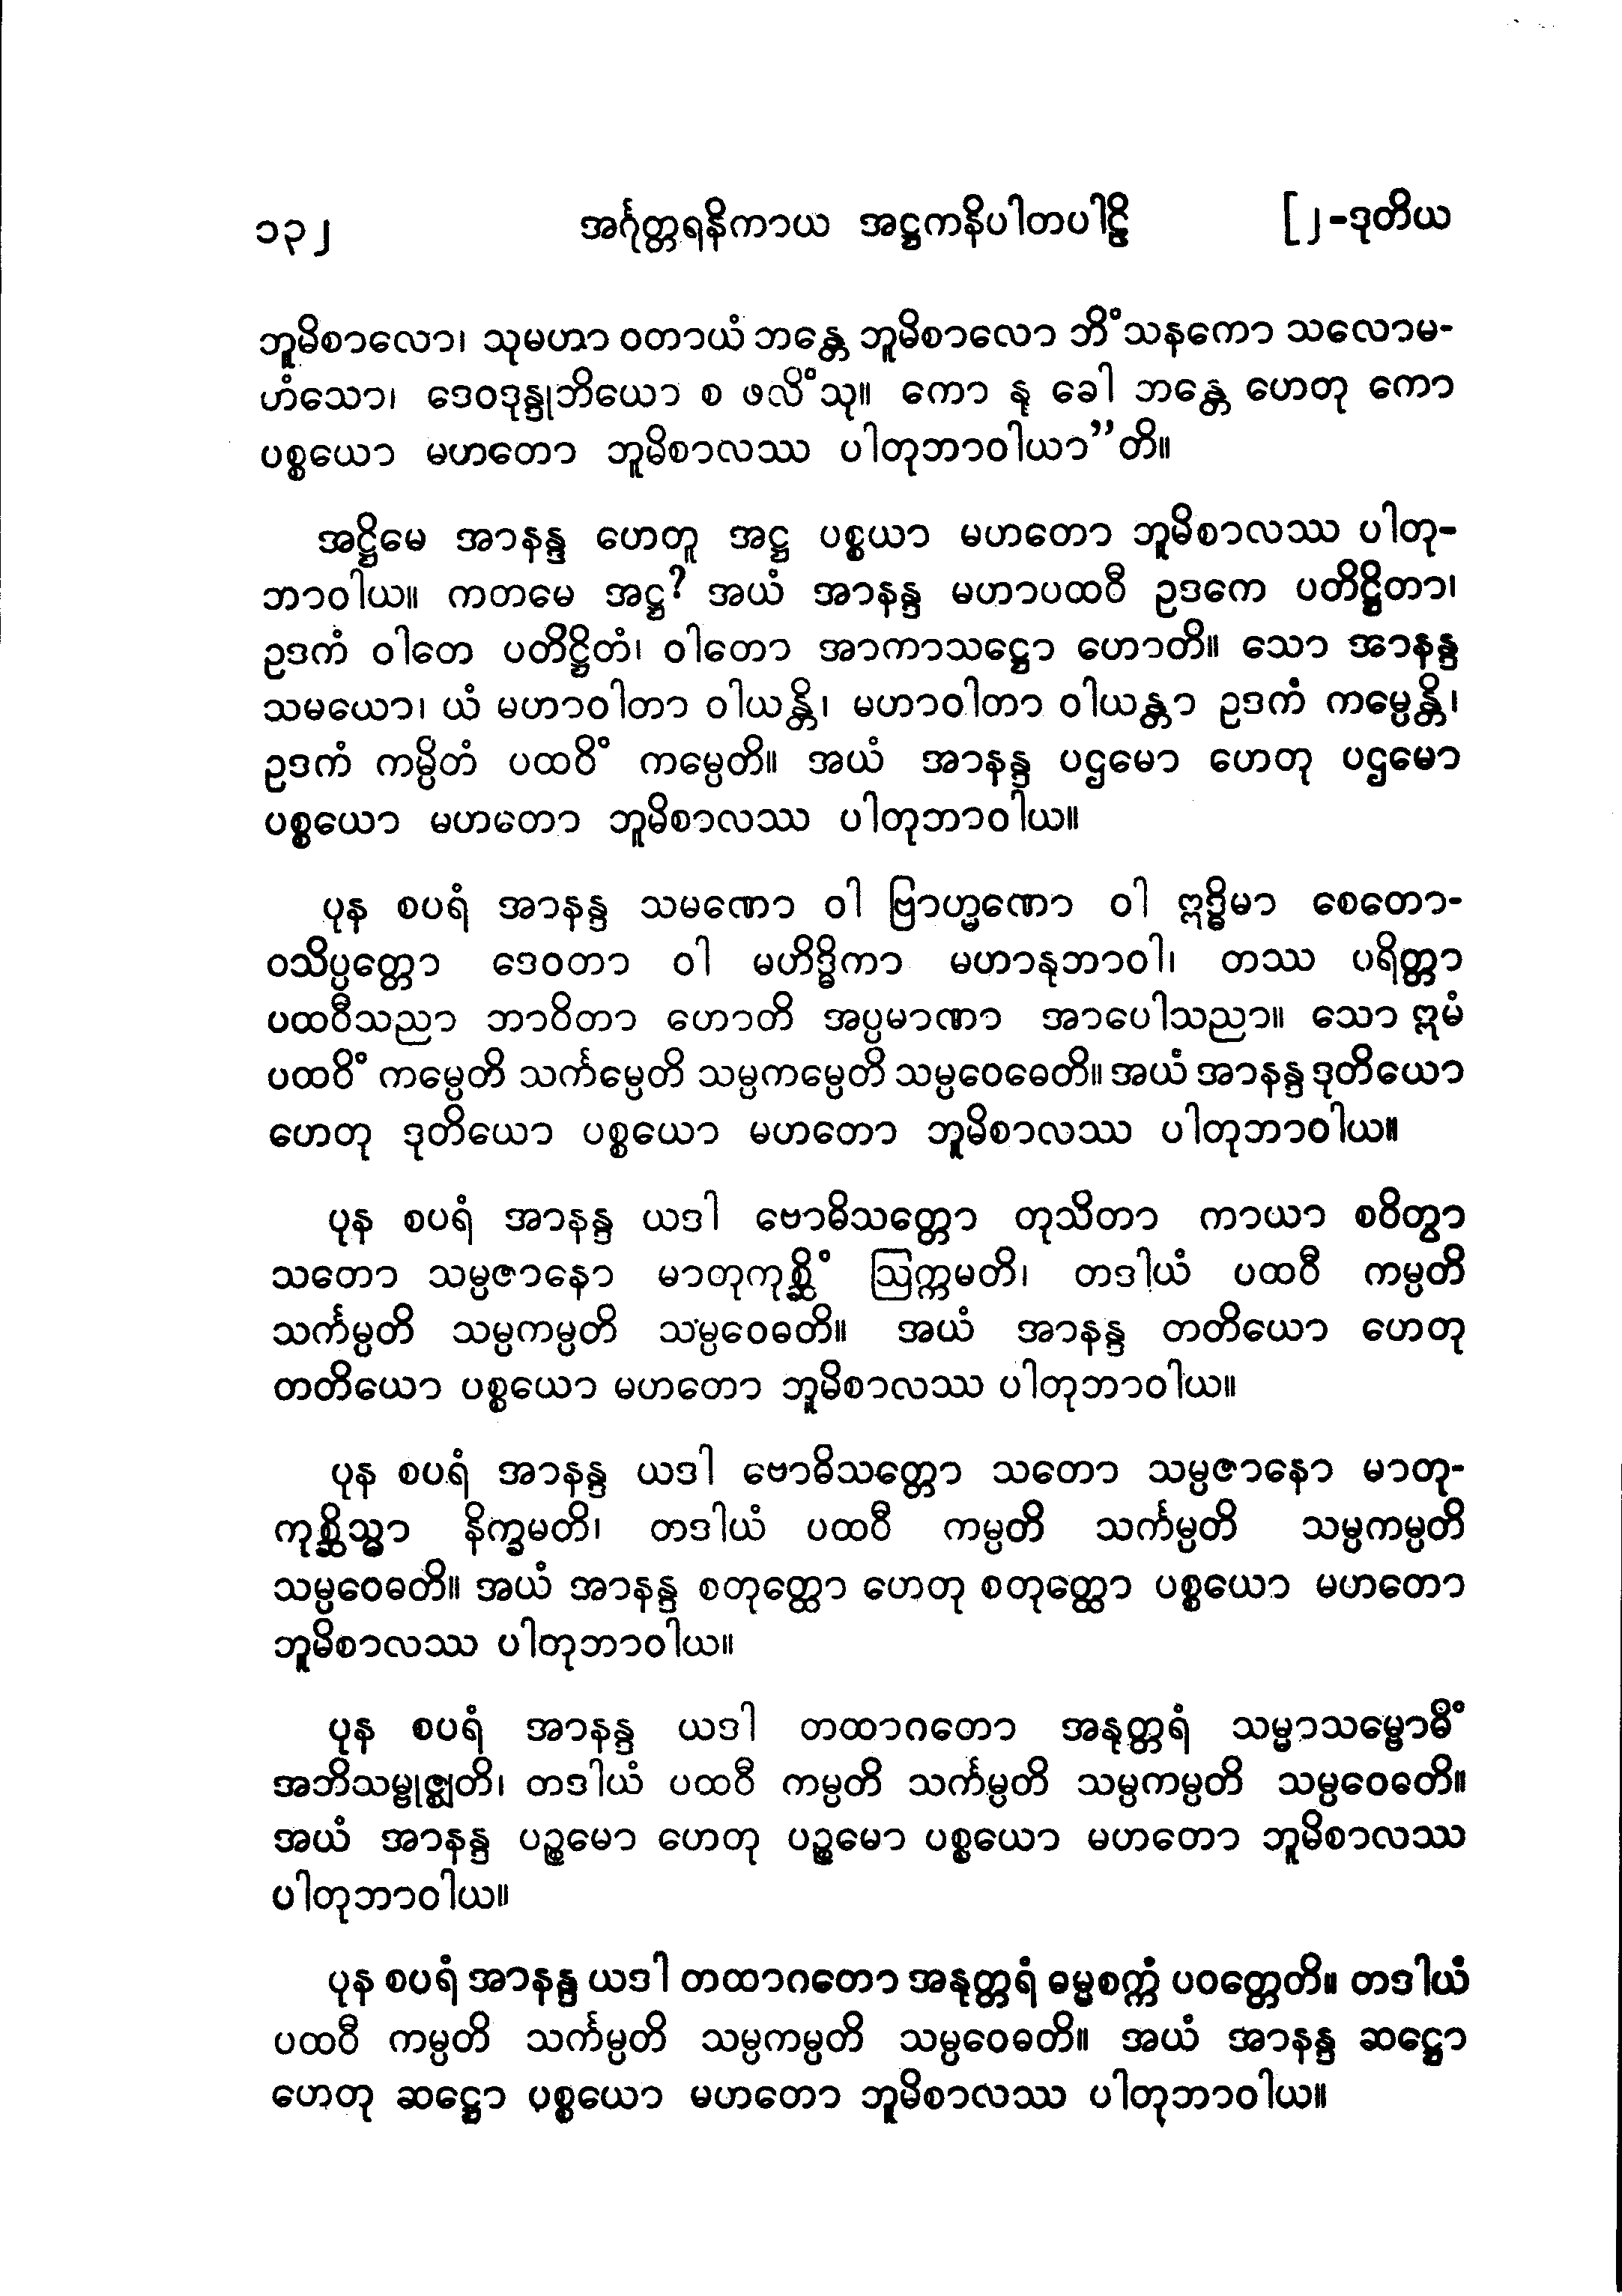 ၁၃၂ အင်္ဂုတ္တရနိကာယ အဋ္ဌကနိပါတပါဠိ [၂-ဒုတိယ
ဘူမိစာလော၊ သုမဟာ ဝတာယံ ဘန္တေ ဘူမိစာလော ဘိံသနကော သလောမ-
ဟံသော၊ ဒေဝဒုန္ဒုဘိယော စ ဖလိံသု။ ကော နု ခေါ ဘန္တေ ဟေတု ကော
ပစ္စယော မဟတော ဘူမိစာလဿ ပါတုဘာဝါယာ”တိ။
အဋ္ဌိမေ အာနန္ဒ ဟေတူ အဋ္ဌ ပစ္စယာ မဟတော ဘူမိစာလဿ ပါတု-
ဘာဝါယ။ ကတမေ အဋ္ဌ? အယံ အာနန္ဒ မဟာပထဝီ ဥဒကေ ပတိဋ္ဌိတာ၊
ဥဒကံ ဝါတေ ပတိဋ္ဌိတံ၊ ဝါတော အာကာသဋ္ဌော ဟောတိ။ သော အာနန္ဒ
သမယော၊ ယံ မဟာဝါတာ ဝါယန္တိ၊ မဟာဝါတာ ဝါယန္တာ ဥဒကံ ကမ္ပေန္တိ၊
ဥဒကံ ကမ္ပိတံ ပထဝိံ ကမ္ပေတိ။ အယံ အာနန္ဒ ပဌမော ဟေတု ပဌမော
ပစ္စယော မဟတော ဘူမိစာလဿ ပါတုဘာဝါယ။
ပုန စပရံ အာနန္ဒ သမဏော ဝါ ဗြာဟ္မဏော ဝါ ဣဒ္ဓိမာ စေတော-
ဝသိပ္ပတ္တော ဒေဝတာ ဝါ မဟိဒ္ဓိကာ မဟာနုဘာဝါ၊ တဿ ပရိတ္တာ
ပထဝီသညာ ဘာဝိတာ ဟောတိ အပ္ပမာဏာ အာပေါသညာ။ သော ဣမံ
ပထဝိံ ကမ္ပေတိ သင်္ကမ္ပေတိ သမ္ပကမ္ပေတိ သမ္ပဝေဓေတိ။ အယံ အာနန္ဒ ဒုတိယော
ဟေတု ဒုတိယော ပစ္စယော မဟတော ဘူမိစာလဿ ပါတုဘာဝါယ။
ပုန စပရံ အာနန္ဒ ယဒါ ဗောဓိသတ္တော တုသိတာ ကာယာ စဝိတွာ
သတော သမ္ပဇာနော မာတုကုစ္ဆိံ ဩက္ကမတိ၊ တဒါယံ ပထဝီ ကမ္ပတိ
သင်္ကမ္ပတိ သမ္ပကမ္ပတိ သမ္ပဝေဓတိ။ အယံ အာနန္ဒ တတိယော ဟေတု
တတိယော ပစ္စယော မဟတော ဘူမိစာလဿ ပါတုဘာဝါယ။
ပုန စပရံ အာနန္ဒ ယဒါ ဗောဓိသတ္တော သတော သမ္ပဇာနော မာတု-
ကုစ္ဆိသ္မာ နိက္ခမတိ၊ တဒါယံ ပထဝီ ကမ္ပတိ သင်္ကမ္ပတိ သမ္ပကမ္ပတိ
သမ္ပဝေဓတိ။ အယံ အာနန္ဒ စတုတ္ထော ဟေတု စတုတ္ထော ပစ္စယော မဟတော
ဘူမိစာလဿ ပါတုဘာဝါယ။
ပုန စပရံ အာနန္ဒ ယဒါ တထာဂတော အနုတ္တရံ သမ္မာသမ္ဗောဓိံ
အဘိသမ္ဗုဇ္ဈတိ၊ တဒါယံ ပထဝီ ကမ္ပတိ သင်္ကမ္ပတိ သမ္ပကမ္ပတိ သမ္ပဝေဓတိ။
အယံ အာနန္ဒ ပဉ္စမော ဟေတု ပဉ္စမော ပစ္စယော မဟတော ဘူမိစာလဿ
ပါတုဘာဝါယ။
ပုန စပရံ အာနန္ဒ ယဒါ တထာဂတော အနုတ္တရံ ဓမ္မစက္ကံ ပဝတ္တေတိ။ တဒါယံ
ပထဝီ ကမ္ပတိ သင်္ကမ္ပတိ သမ္ပကမ္ပတိ သမ္ပဝေဓတိ။ အယံ အာနန္ဒ ဆဋ္ဌော
ဟေတု ဆဋ္ဌော ပစ္စယော မဟတော ဘူမိစာလဿ ပါတုဘာဝါယ။